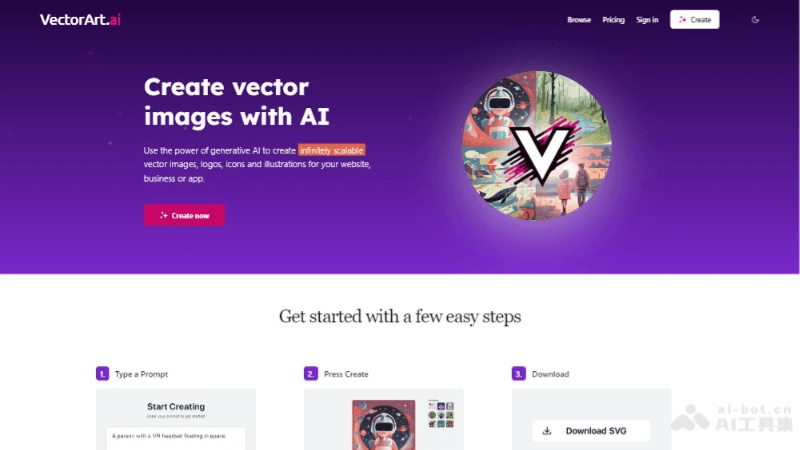 VectorArt.ai
Browse
Pricing
Sign in
Create
Create vector
images with AI
Use the power of generative AI to create infinitely scalable
vector images, logos, icons and illustrations for your website,
business or app.
Create now
V
Get started with a few easy steps
1. Type a Prompt
2. Press Create
3. Download
Start Creating
Enter your prompt to get started
A person with a VR headset floating in space
Download SVG
ai-bot.cn
AI工具集